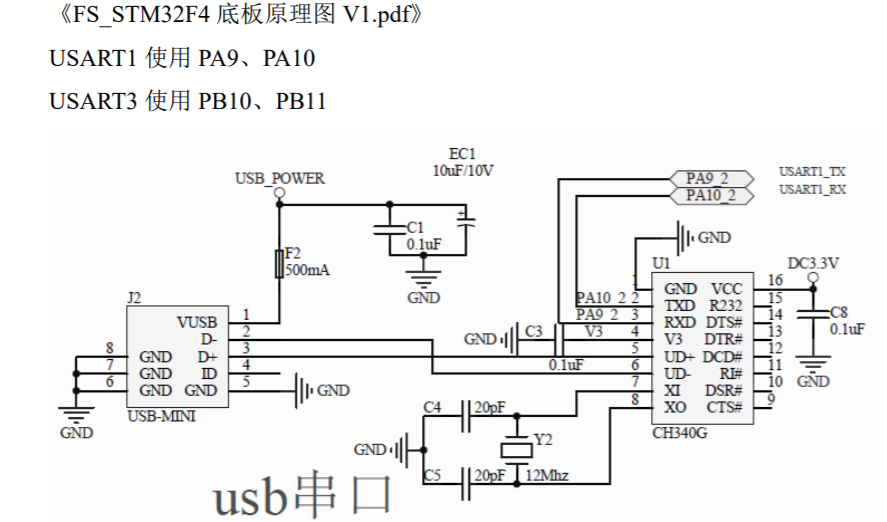 《FS_STM32F4 底板原理图 V1.pdf》
USART1 使用 PA9、PA10
USART3 使用 PB10、PB11
EC1
10uF/10V
USB_POWER
PA9_2
USART1_TX
PA10_2
USART1_RX
C1
0.1uF
GND
F2
500mA
GND
U1
DC3.3V
J2
VUSB 1
D- 2
D+ 3
ID 4
GND 5
8 GND
7 GND
6 GND
USB-MINI
GND
GND
GND
C3
0.1uF
V3
PA10_2 2
PA9_2 3
1 GND VCC 16
TXD R232 15
RXD DTS# 14
4 V3 DTR# 13
5 UD+ DCD# 12
6 UD- RI# 11
7 XI DSR# 10
8 XO CTS# 9
CH340G
C8
0.1uF
GND
C4 20pF
GND
Y2
C5 20pF 12Mhz
usb串口